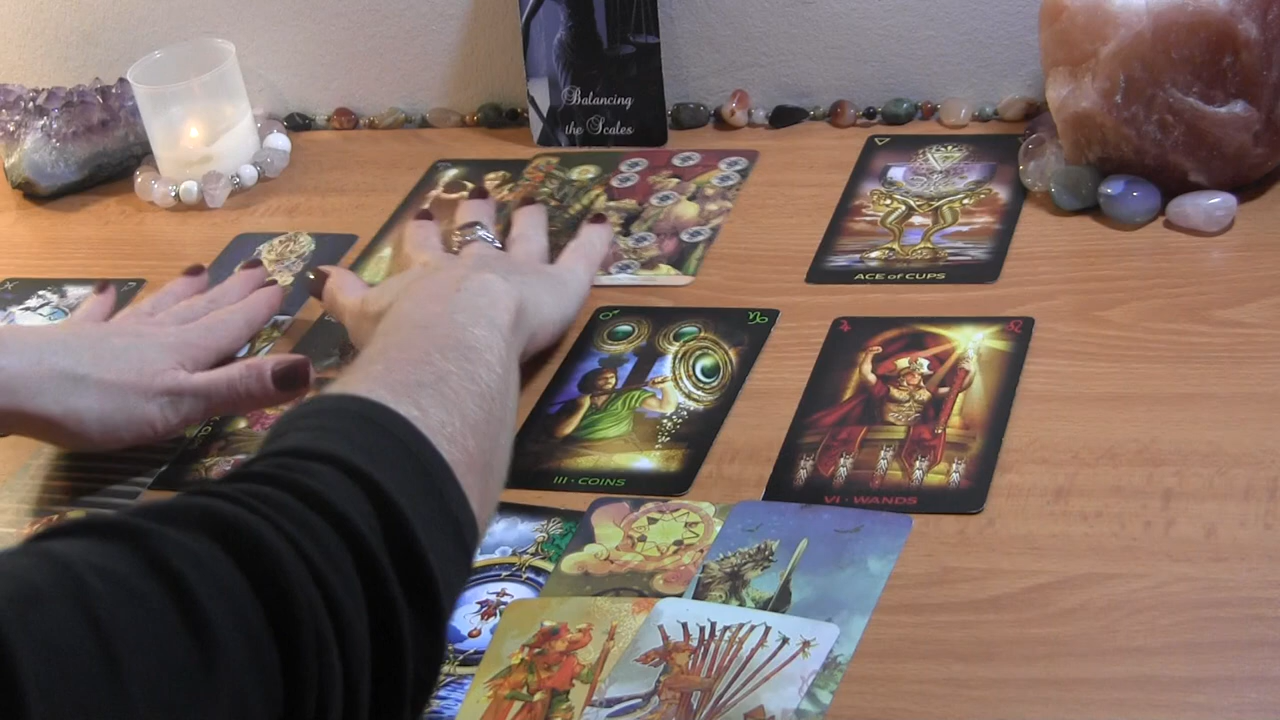 Balancing
the Scales
ACE of CUPS
III • COINS
VI • WANDS